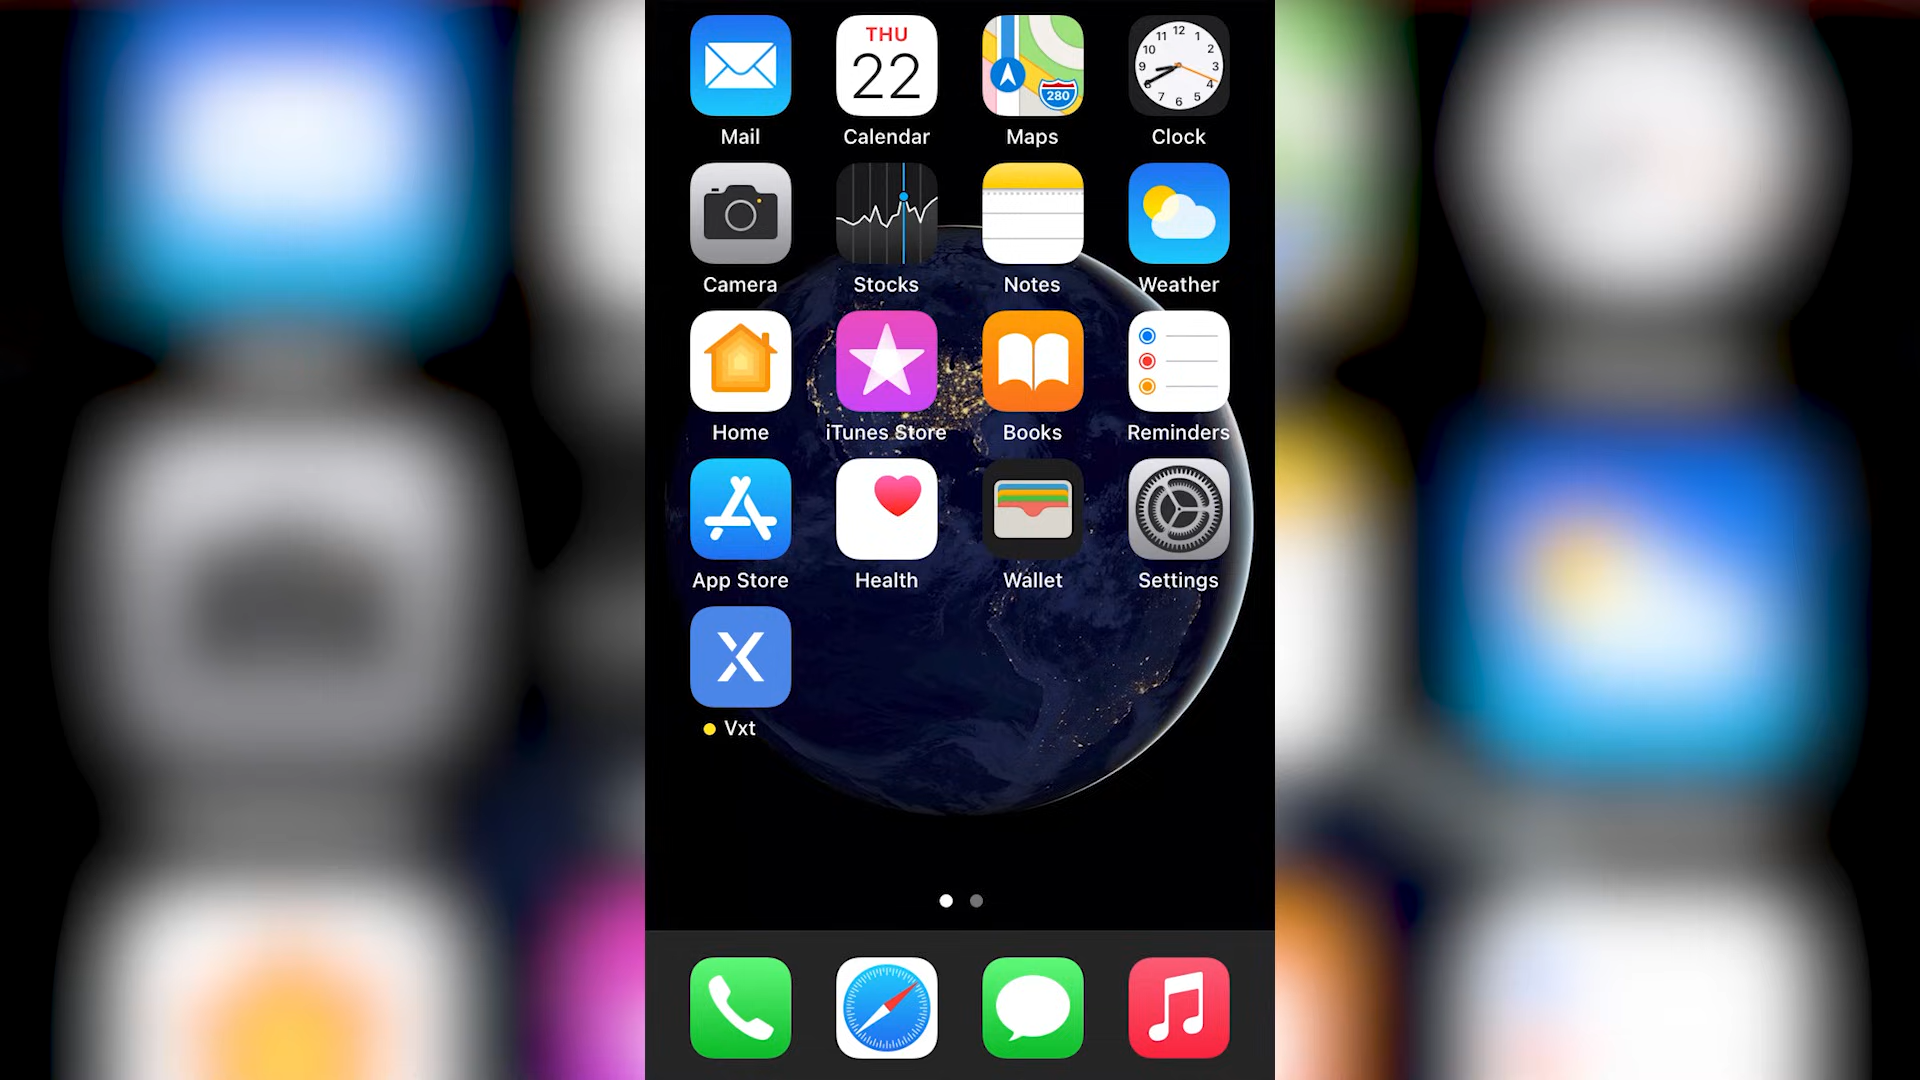 THU
22
280
12
11
1
10
2
9
3
8
4
7
5
6
Mail
Calendar
Maps
Clock
Camera
Stocks
Notes
Weather
Home
iTunes Store
Books
Reminders
App Store
Health
Wallet
Settings
X
Vxt